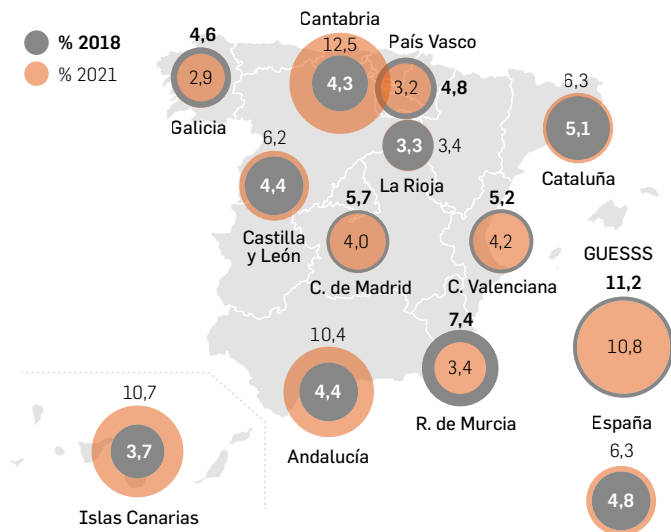 % 2018
% 2021
4,6
2,9
Galicia
Cantabria
12,5
4,3
País Vasco
3,2
4,8
6,3
5,1
Cataluña
3,3
3,4
La Rioja
6,2
4,4
Castilla
y León
5,7
4,0
C. de Madrid
5,2
4,2
C. Valenciana
GUESSS
11,2
10,8
7,4
3,4
R. de Murcia
10,4
4,4
Andalucía
10,7
3,7
Islas Canarias
España
6,3
4,8